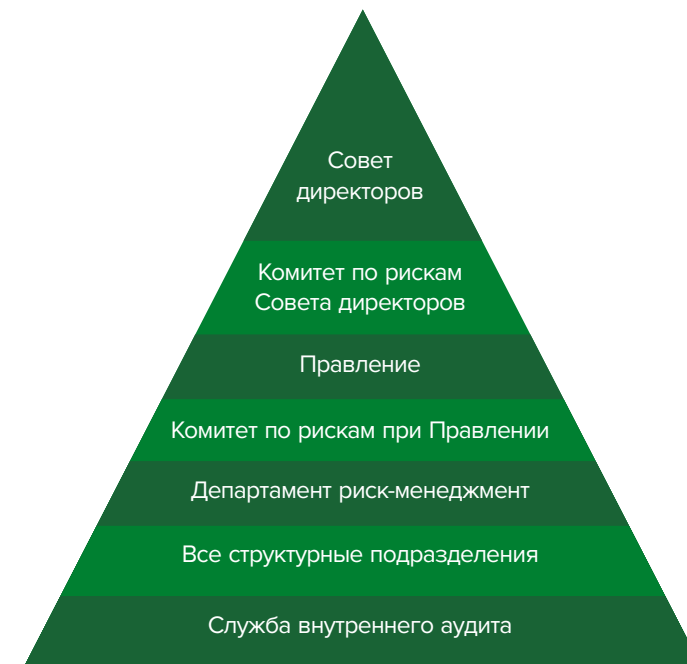 Совет
директоров
Комитет по рискам
Совета директоров
Правление
Комитет по рискам при Правлении
Департамент риск-менеджмент
Все структурные подразделения
Служба внутреннего аудита